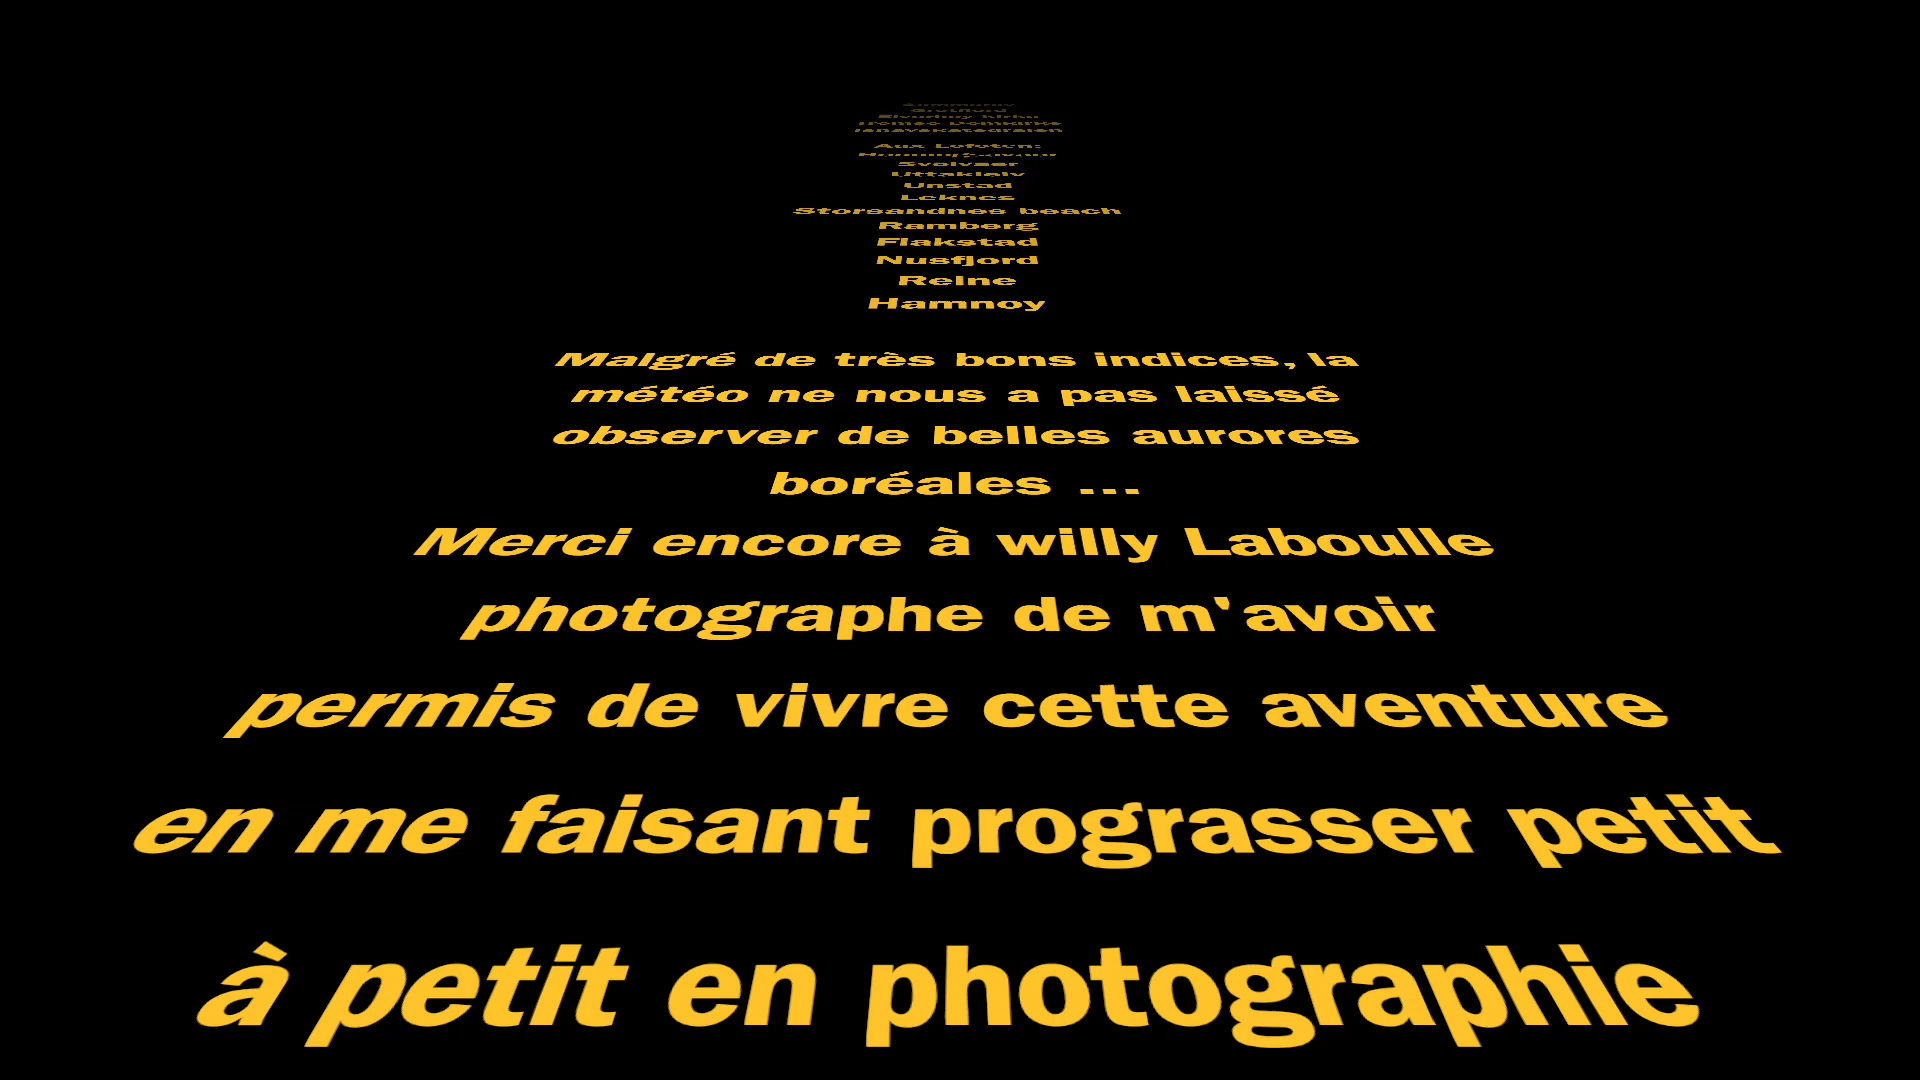 Aux Lofoten:
Svolvaer
Uttakleiv
Unstad
Leknes
Storsandnes beach
Ramberg
Flakstad
Nusfjord
Reine
Hamnoy
Malgré de très bons indices, la
météo ne nous a pas laissé
observer de belles aurores
boréales ...
Merci encore à willy Laboulle
photographe de m'avoir
permis de vivre cette aventure
en me faisant prograsser petit
à petit en photographie